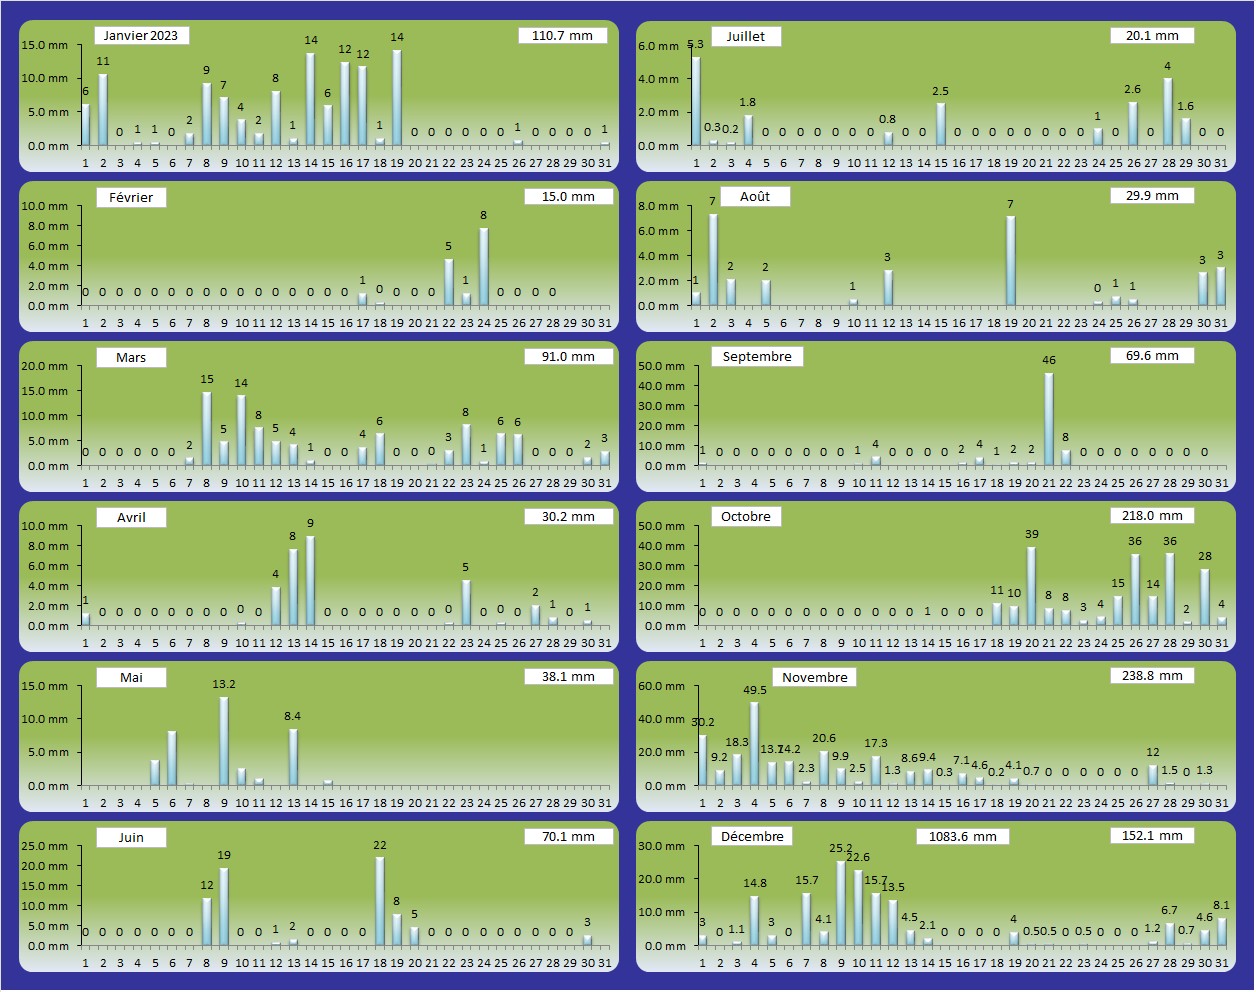 Janvier 2023
110.7 mm
15.0 mm
10.0 mm
5.0 mm
0.0 mm
6 11 0 1 1 0 2 9 7 4 2 8 1 14 6 12 12 1 14 0 0 0 0 0 0 1 0 0 0 0 1
1 2 3 4 5 6 7 8 9 10 11 12 13 14 15 16 17 18 19 20 21 22 23 24 25 26 27 28 29 30 31
Février
15.0 mm
10.0 mm
8.0 mm
6.0 mm
4.0 mm
2.0 mm
0.0 mm
0 0 0 0 0 0 0 0 0 0 0 0 0 0 0 0 1 0 0 0 0 5 1 8 0 0 0 0
1 2 3 4 5 6 7 8 9 10 11 12 13 14 15 16 17 18 19 20 21 22 23 24 25 26 27 28 29 30 31
Mars
91.0 mm
20.0 mm
15.0 mm
10.0 mm
5.0 mm
0.0 mm
0 0 0 0 0 0 2 15 5 14 8 5 4 1 0 0 4 6 0 0 0 3 8 1 6 6 0 0 0 2 3
1 2 3 4 5 6 7 8 9 10 11 12 13 14 15 16 17 18 19 20 21 22 23 24 25 26 27 28 29 30 31
Avril
30.2 mm
10.0 mm
8.0 mm
6.0 mm
4.0 mm
2.0 mm
0.0 mm
1 0 0 0 0 0 0 0 0 0 0 4 8 9 0 0 0 0 0 0 0 0 5 0 0 0 2 1 0 1
1 2 3 4 5 6 7 8 9 10 11 12 13 14 15 16 17 18 19 20 21 22 23 24 25 26 27 28 29 30 31
Mai
38.1 mm
15.0 mm
10.0 mm
5.0 mm
0.0 mm
13.2 8.4
1 2 3 4 5 6 7 8 9 10 11 12 13 14 15 16 17 18 19 20 21 22 23 24 25 26 27 28 29 30 31
Juin
70.1 mm
25.0 mm
20.0 mm
15.0 mm
10.0 mm
5.0 mm
0.0 mm
0 0 0 0 0 0 0 12 19 0 0 1 2 0 0 0 0 22 8 5 0 0 0 0 0 0 0 0 0 3
1 2 3 4 5 6 7 8 9 10 11 12 13 14 15 16 17 18 19 20 21 22 23 24 25 26 27 28 29 30 31
Juillet
20.1 mm
6.0 mm
4.0 mm
2.0 mm
0.0 mm
5.3 0.3 0.2 1.8 0 0 0 0 0 0 0 0.8 0 0 2.5 0 0 0 0 0 0 0 0 1 0 2.6 0 4 1.6 0 0
1 2 3 4 5 6 7 8 9 10 11 12 13 14 15 16 17 18 19 20 21 22 23 24 25 26 27 28 29 30 31
Août
29.9 mm
8.0 mm
6.0 mm
4.0 mm
2.0 mm
0.0 mm
1 7 2 2 1 3 7 0 1 1 3 3
1 2 3 4 5 6 7 8 9 10 11 12 13 14 15 16 17 18 19 20 21 22 23 24 25 26 27 28 29 30 31
Septembre
69.6 mm
50.0 mm
40.0 mm
30.0 mm
20.0 mm
10.0 mm
0.0 mm
1 0 0 0 0 0 0 0 0 1 4 0 0 0 0 2 4 1 2 2 46 8 0 0 0 0 0 0 0 0
1 2 3 4 5 6 7 8 9 10 11 12 13 14 15 16 17 18 19 20 21 22 23 24 25 26 27 28 29 30 31
Octobre
218.0 mm
50.0 mm
40.0 mm
30.0 mm
20.0 mm
10.0 mm
0.0 mm
0 0 0 0 0 0 0 0 0 0 0 0 0 1 0 0 0 11 10 39 8 8 3 4 15 36 14 36 2 28 4
1 2 3 4 5 6 7 8 9 10 11 12 13 14 15 16 17 18 19 20 21 22 23 24 25 26 27 28 29 30 31
Novembre
238.8 mm
60.0 mm
40.0 mm
20.0 mm
0.0 mm
30.2 9.2 18.3 49.5 13.7 14.2 2.3 20.6 9.9 2.5 17.3 1.3 8.6 9.4 0.3 7.1 4.6 0.2 4.1 0.7 0 0 0 0 0 0 12 1.5 0 1.3
1 2 3 4 5 6 7 8 9 10 11 12 13 14 15 16 17 18 19 20 21 22 23 24 25 26 27 28 29 30 31
Décembre
1083.6 mm
152.1 mm
30.0 mm
20.0 mm
10.0 mm
0.0 mm
3 0 1.1 14.8 3 0 15.7 4.1 25.2 22.6 15.7 13.5 4.5 2.1 0 0 0 0 4 0.5 0.5 0 0.5 0 0 0 1.2 6.7 0.7 4.6 8.1
1 2 3 4 5 6 7 8 9 10 11 12 13 14 15 16 17 18 19 20 21 22 23 24 25 26 27 28 29 30 31